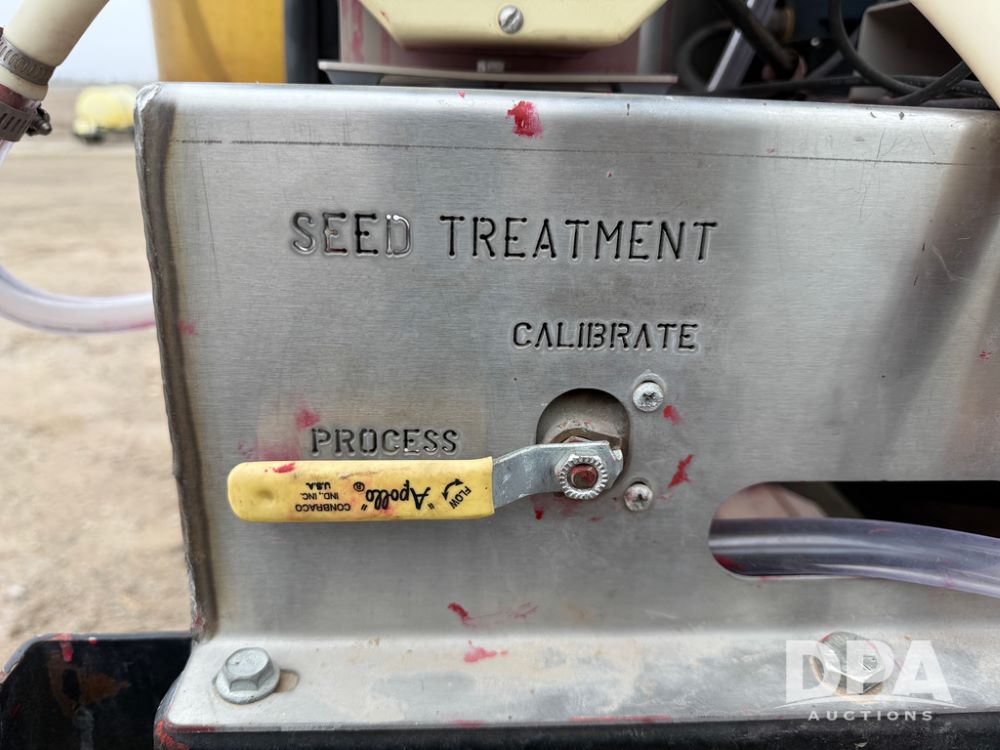 SEED TREATMENT
CALIBRATE
PROCESS
FLOW
"Apollo"®
CONBRACO
IND., INC.
U.S.A.
DPA
AUCTIONS